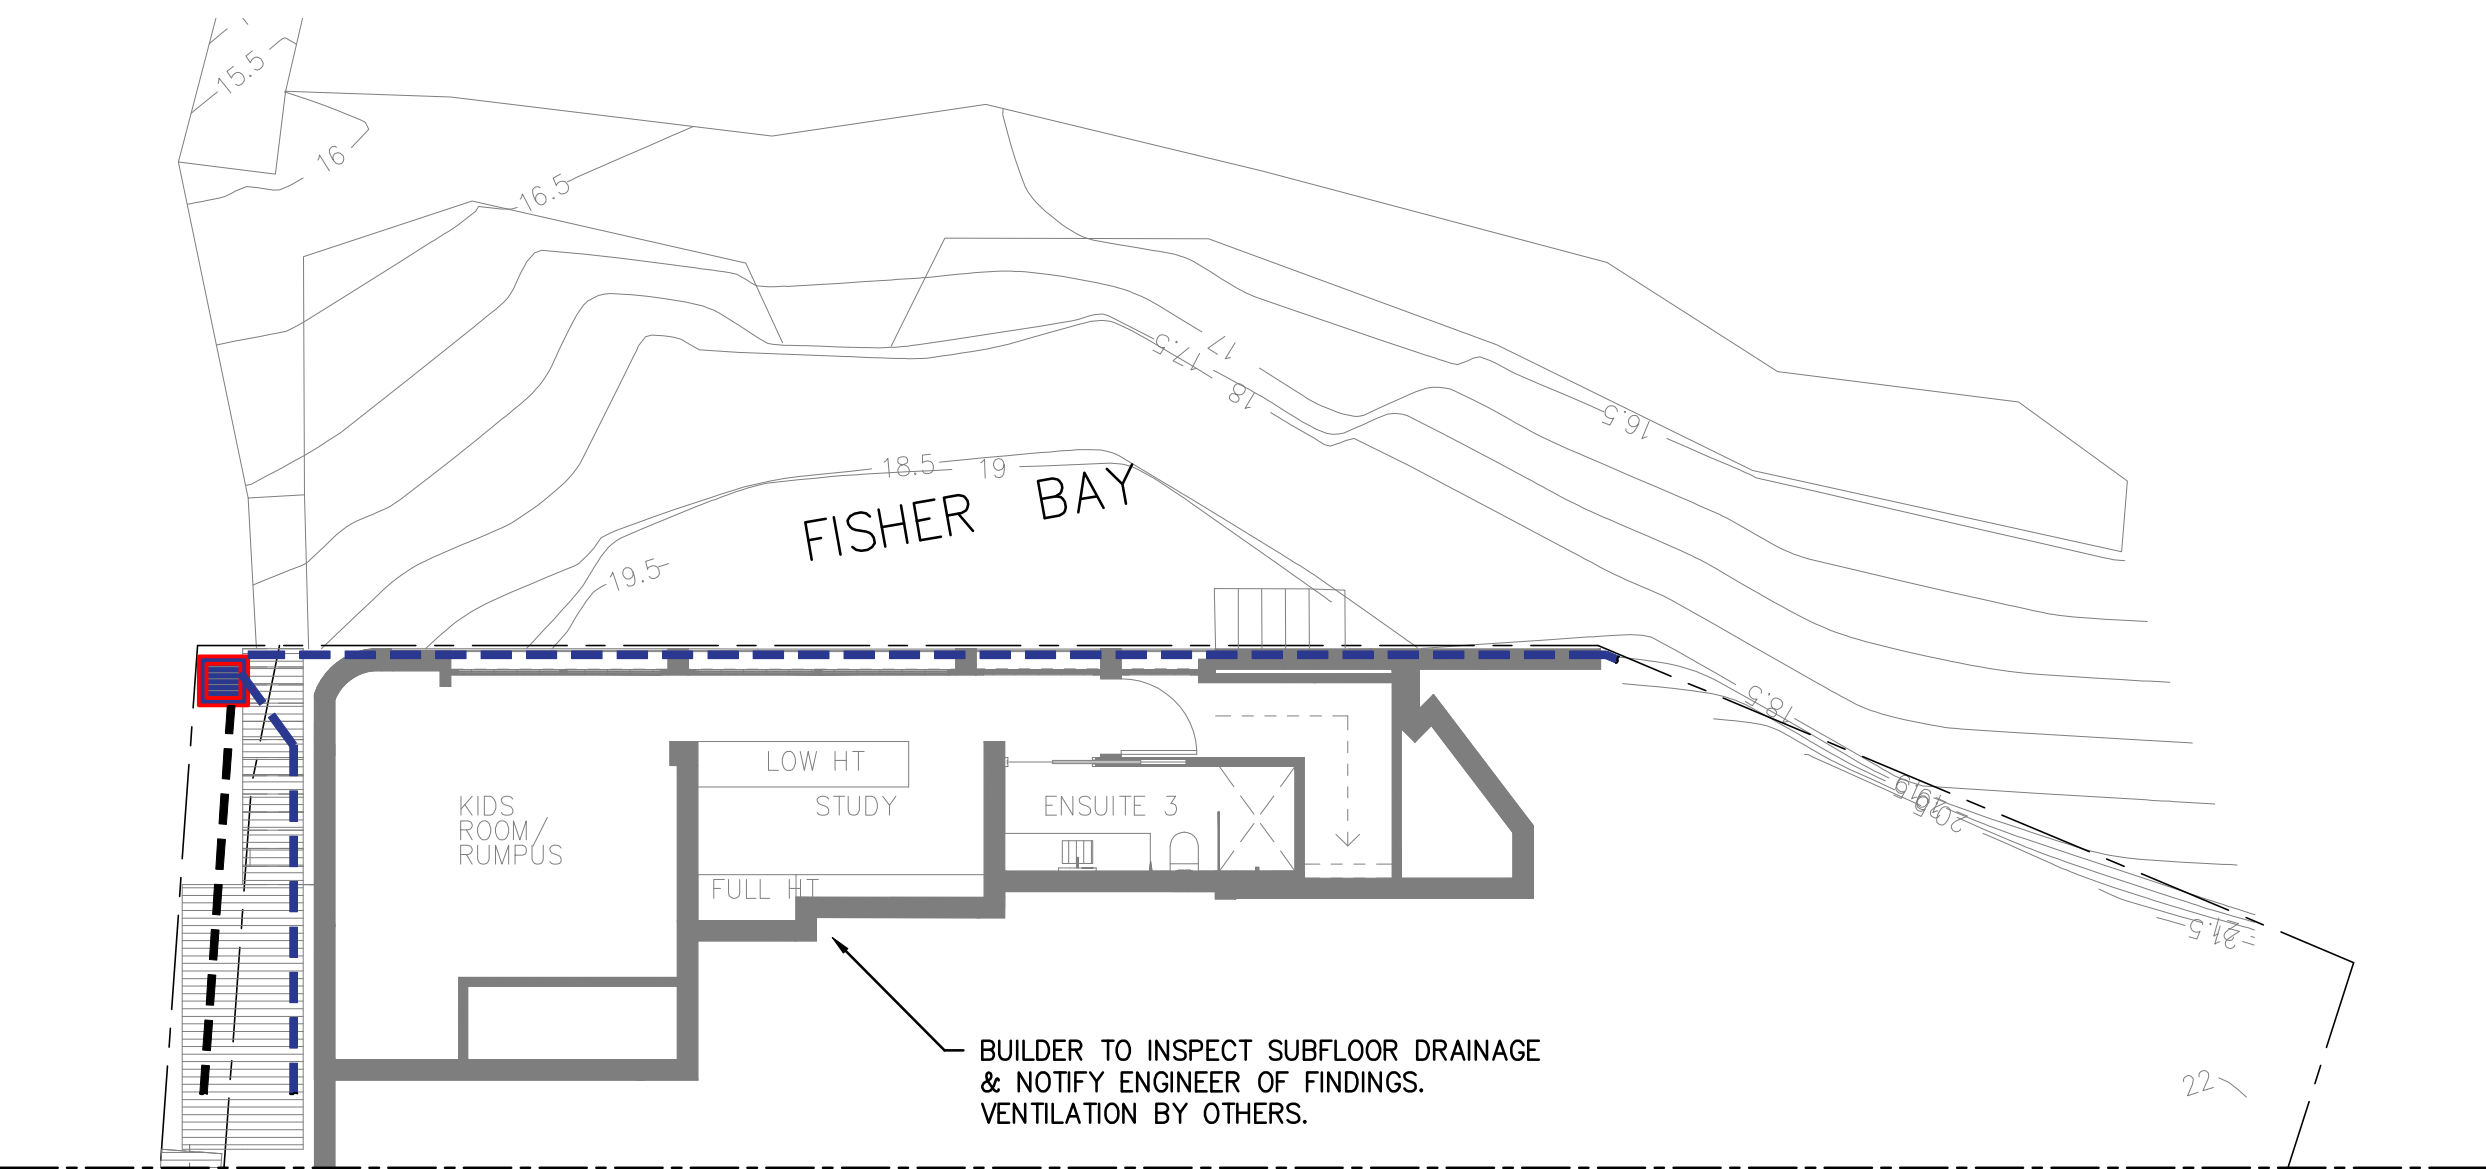 15.5
16
16.5
17
17.5
18
16.5
18.5 19
FISHER BAY
19.5
18.5
LOW HT
KIDS
ROOM/
RUMPUS
STUDY
ENSUITE 3
FULL HT
21.5
BUILDER TO INSPECT SUBFLOOR DRAINAGE
& NOTIFY ENGINEER OF FINDINGS.
VENTILATION BY OTHERS.
22